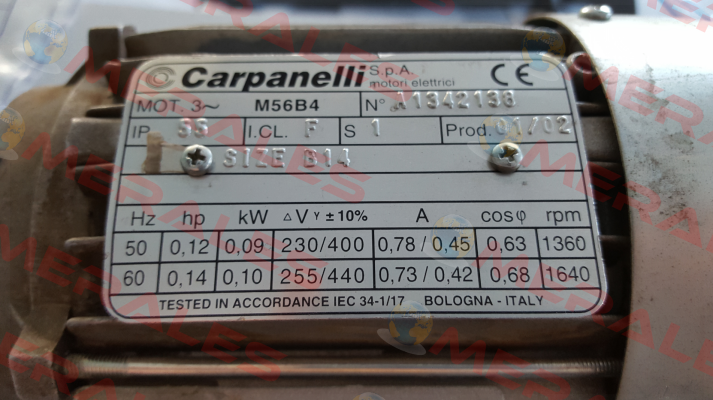 Carpanelli S.p.A.
motori elettrici
CE
MOT. 3~ M56B4 N° A1342138
IP 55 I.CL. F S 1 Prod. 01/02
SIZE B14
Hz hp kW △ V Y ± 10% A cosφ rpm
50 0,12 0,09 230/400 0,78 / 0,45 0,63 1360
60 0,14 0,10 255/440 0,73 / 0,42 0,68 1640
TESTED IN ACCORDANCE IEC 34-1/17 BOLOGNA - ITALY
MERALES